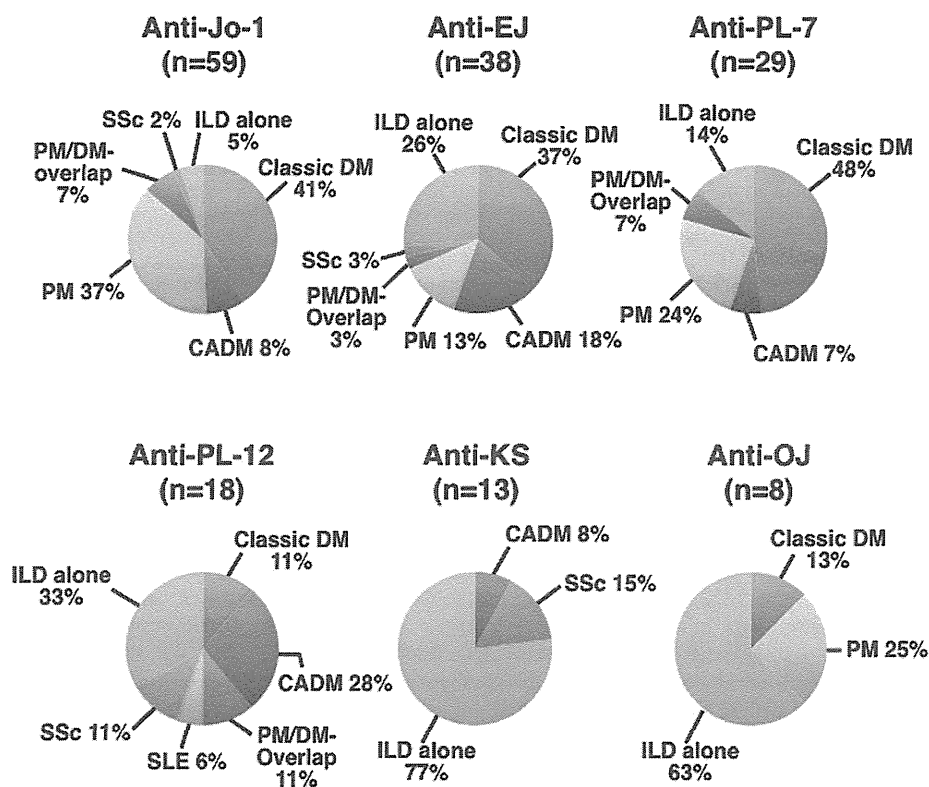 Anti-Jo-1
(n=59)
SSc 2%
ILD alone
5%
PM/DM-
overlap
7%
Classic DM
41%
PM 37%
CADM 8%
Anti-EJ
(n=38)
ILD alone
26%
Classic DM
37%
SSc 3%
PM/DM-
Overlap
3%
PM 13%
CADM 18%
Anti-PL-7
(n=29)
ILD alone
14%
Classic DM
48%
PM/DM-
Overlap
7%
PM 24%
CADM 7%
Anti-PL-12
(n=18)
Classic DM
11%
ILD alone
33%
CADM 28%
SSc 11%
SLE 6%
PM/DM-
Overlap
11%
Anti-KS
(n=13)
CADM 8%
SSc 15%
ILD alone
77%
Anti-OJ
(n=8)
Classic DM
13%
PM 25%
ILD alone
63%